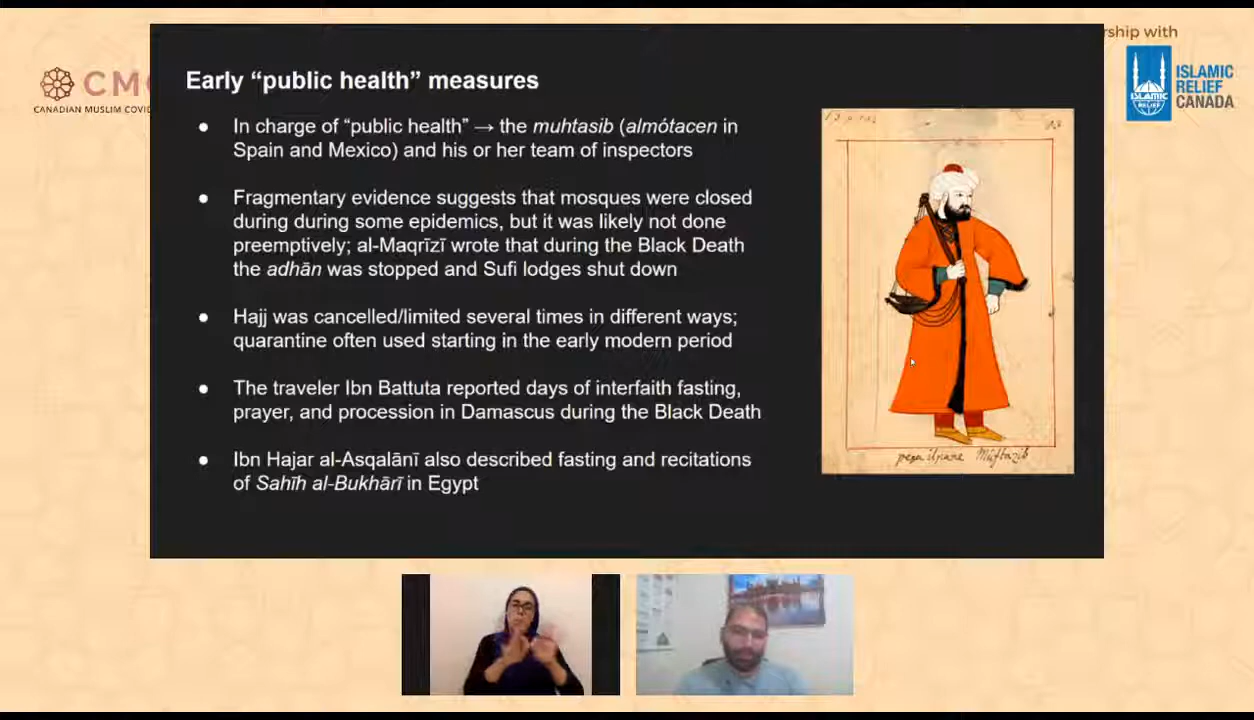 rship with
CMC
CANADIAN MUSLIM COVID
ISLAMIC
RELIEF
ISLAMIC
RELIEF
CANADA
Early “public health” measures
● In charge of “public health” → the muhtasib (almótacen in
Spain and Mexico) and his or her team of inspectors
● Fragmentary evidence suggests that mosques were closed
during during some epidemics, but it was likely not done
preemptively; al-Maqrīzī wrote that during the Black Death
the adhān was stopped and Sufi lodges shut down
● Hajj was cancelled/limited several times in different ways;
quarantine often used starting in the early modern period
● The traveler Ibn Battuta reported days of interfaith fasting,
prayer, and procession in Damascus during the Black Death
● Ibn Hajar al-Asqalānī also described fasting and recitations
of Sahīh al-Bukhārī in Egypt